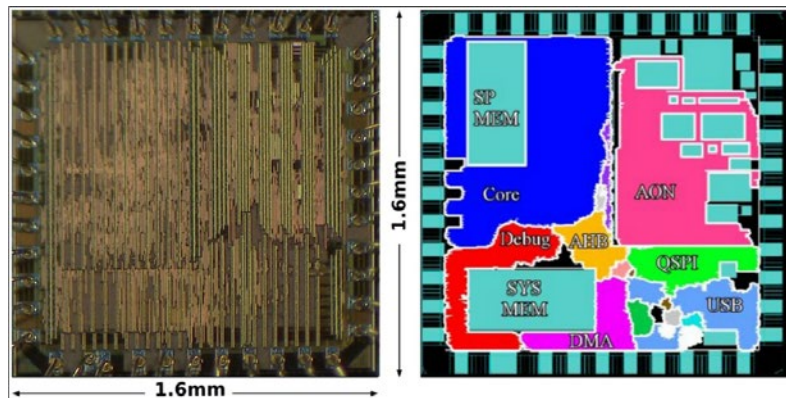 1.6mm
1.6mm
SP
MEM
Core
AON
Debug
AHB
QSPI
SYS
MEM
USB
DMA